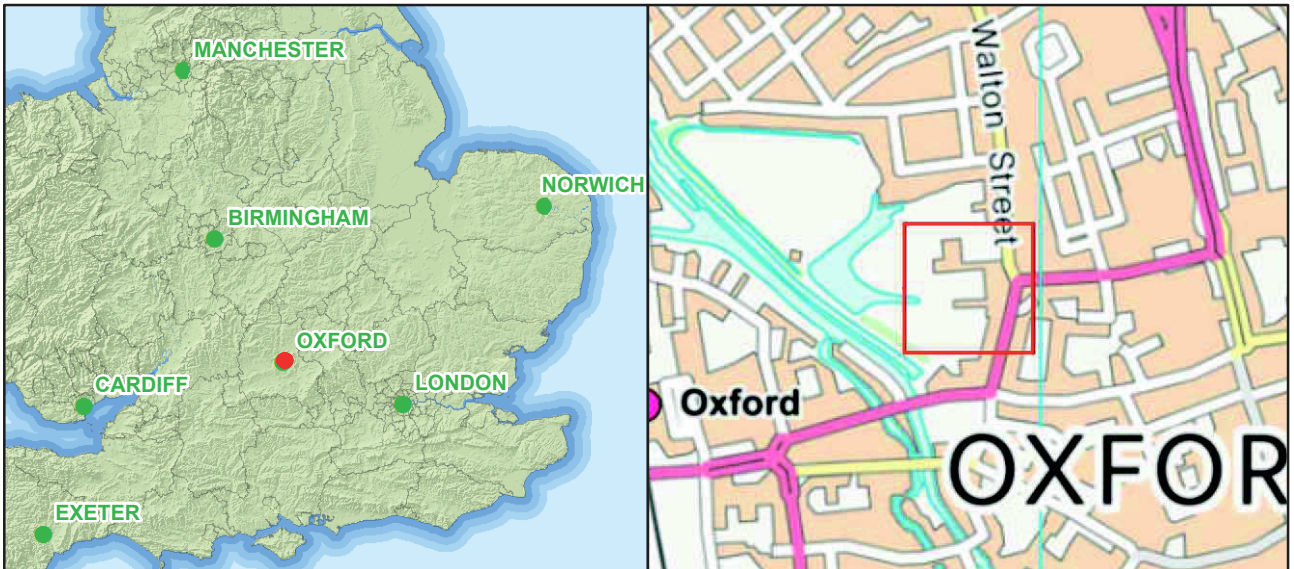 MANCHESTER
NORWICH
BIRMINGHAM
OXFORD
CARDIFF
LONDON
EXETER
Walton Street
Oxford
OXFOR